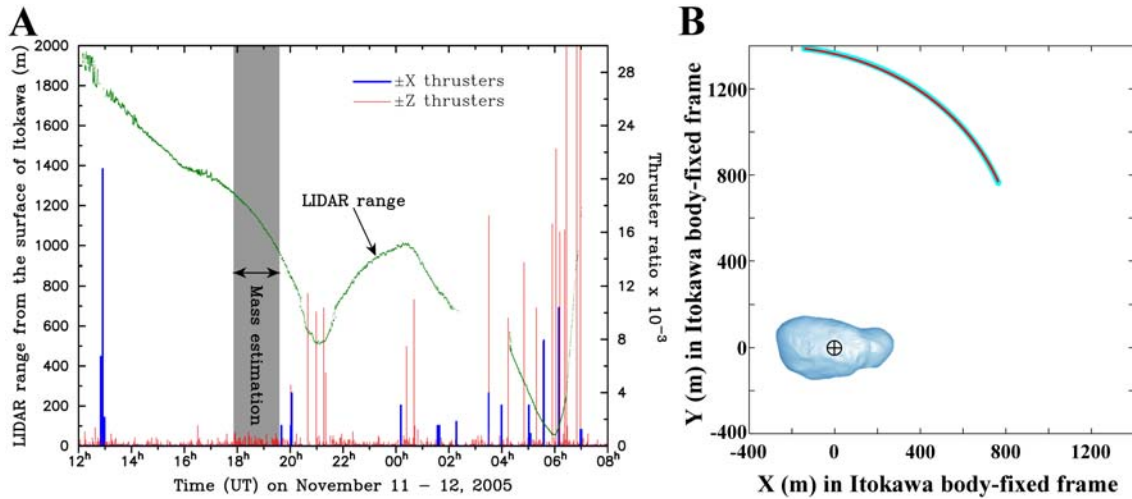 A
LIDAR range from the surface of Itokawa (m)
2000
1800
1600
1400
1200
1000
800
600
400
200
0
±X thrusters
±Z thrusters
LIDAR range
Mass estimation
28
24
20
16
12
8
4
0
Thruster ratio x 10⁻³
12ʰ 14ʰ 16ʰ 18ʰ 20ʰ 22ʰ 00ʰ 02ʰ 04ʰ 06ʰ 08ʰ
Time (UT) on November 11 - 12, 2005
B
Y (m) in Itokawa body-fixed frame
1200
800
400
0
-400
-400 0 400 800 1200
X (m) in Itokawa body-fixed frame